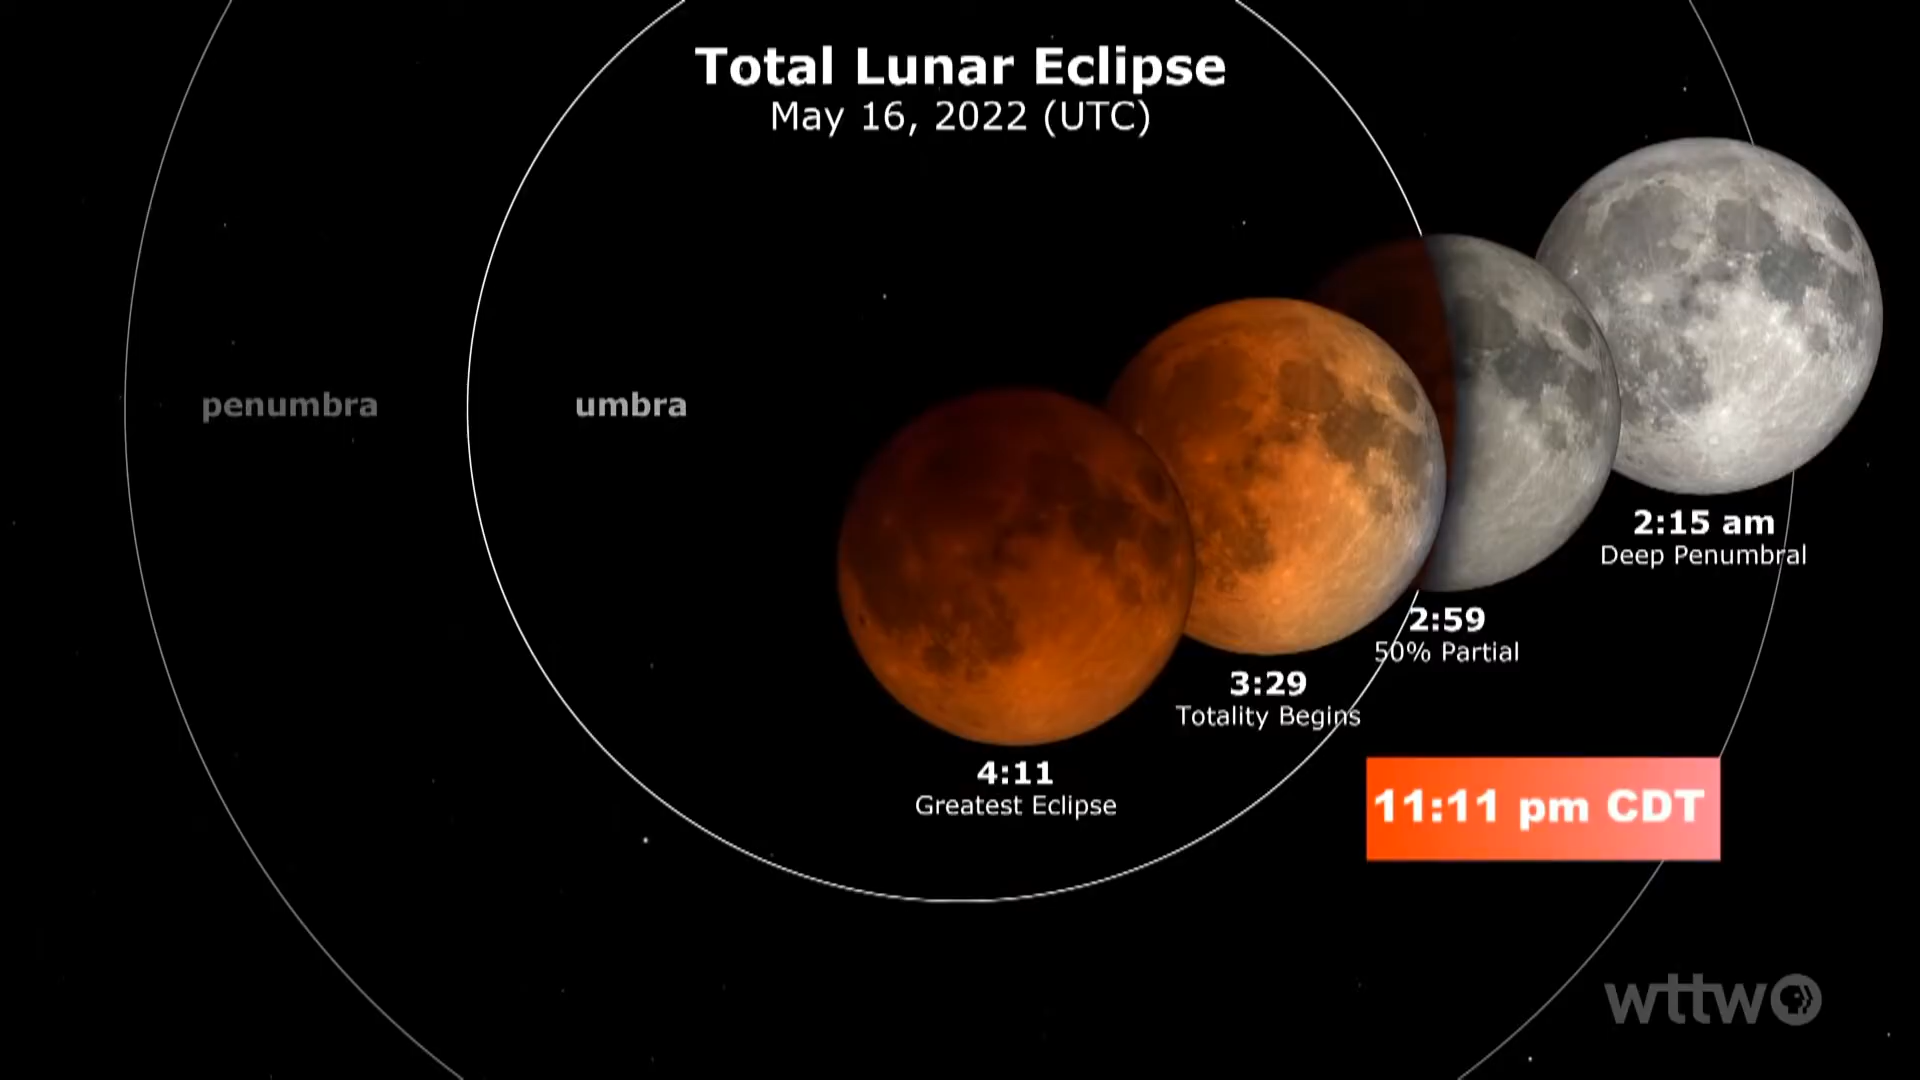 Total Lunar Eclipse
May 16, 2022 (UTC)
penumbra
umbra
2:15 am
Deep Penumbral
2:59
50% Partial
3:29
Totality Begins
4:11
Greatest Eclipse
11:11 pm CDT
wttw